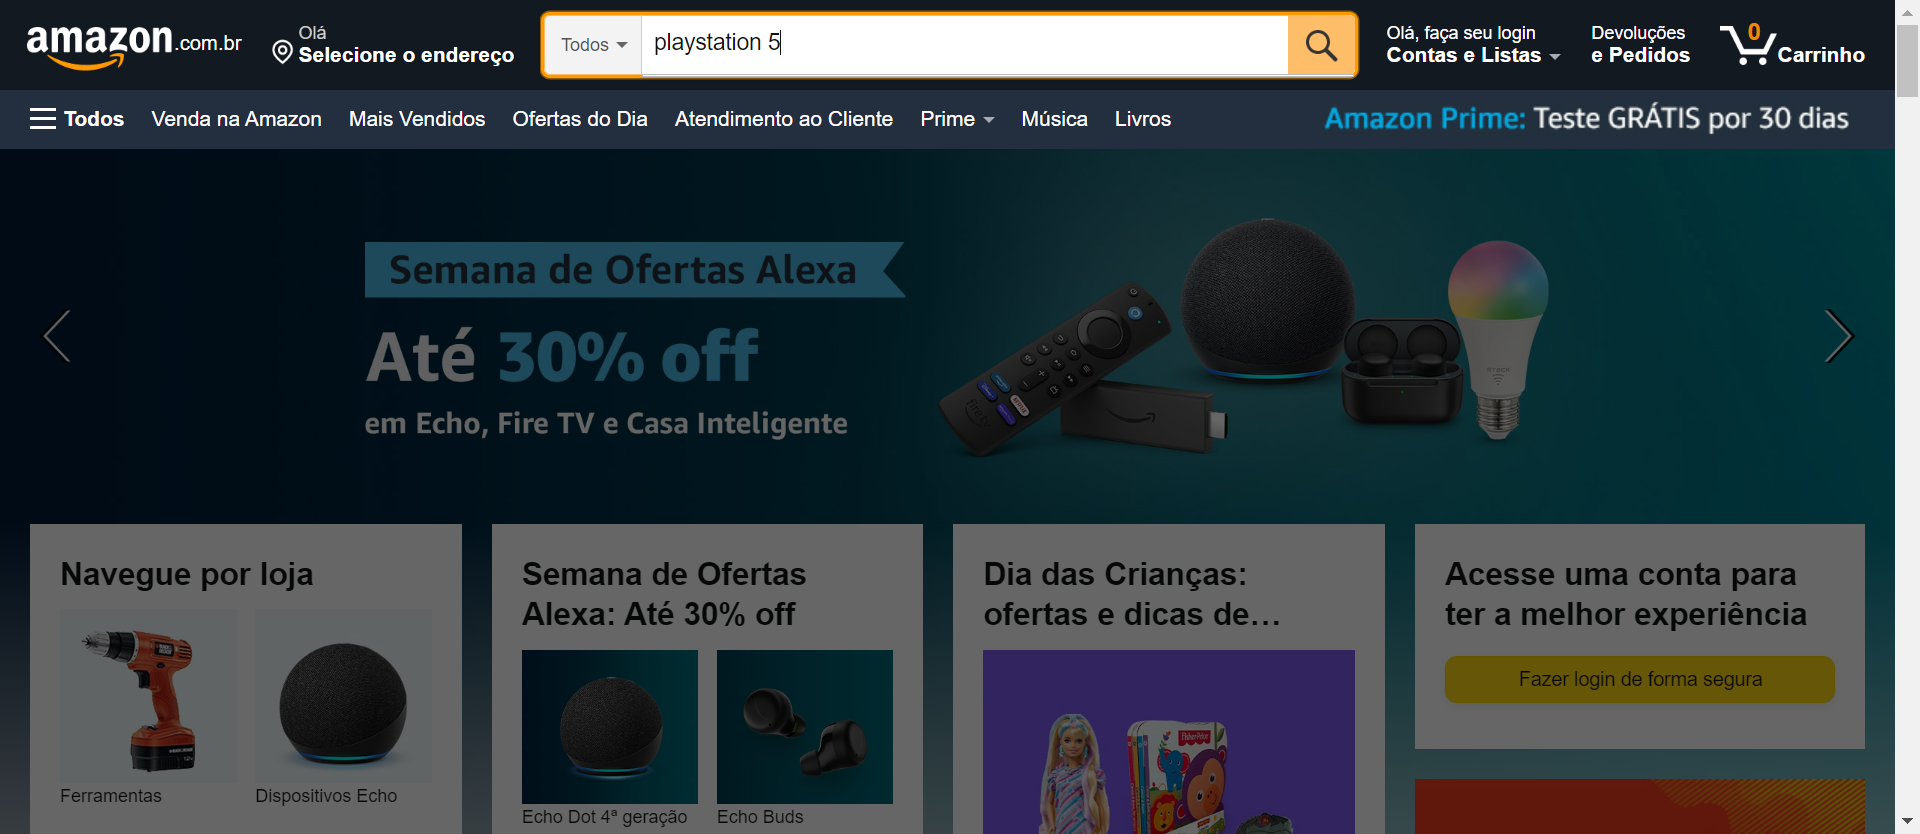 amazon.com.br
Olá
Selecione o endereço
Todos
playstation 5
Olá, faça seu login
Contas e Listas
Devoluções
e Pedidos
0
Carrinho
Todos
Venda na Amazon
Mais Vendidos
Ofertas do Dia
Atendimento ao Cliente
Prime
Música
Livros
Amazon Prime: Teste GRÁTIS por 30 dias
Semana de Ofertas Alexa
Até 30% off
em Echo, Fire TV e Casa Inteligente
Navegue por loja
Ferramentas
Dispositivos Echo
Semana de Ofertas
Alexa: Até 30% off
Echo Dot 4ª geração
Echo Buds
Dia das Crianças:
ofertas e dicas de…
Fisher-Price
Acesse uma conta para
ter a melhor experiência
Fazer login de forma segura